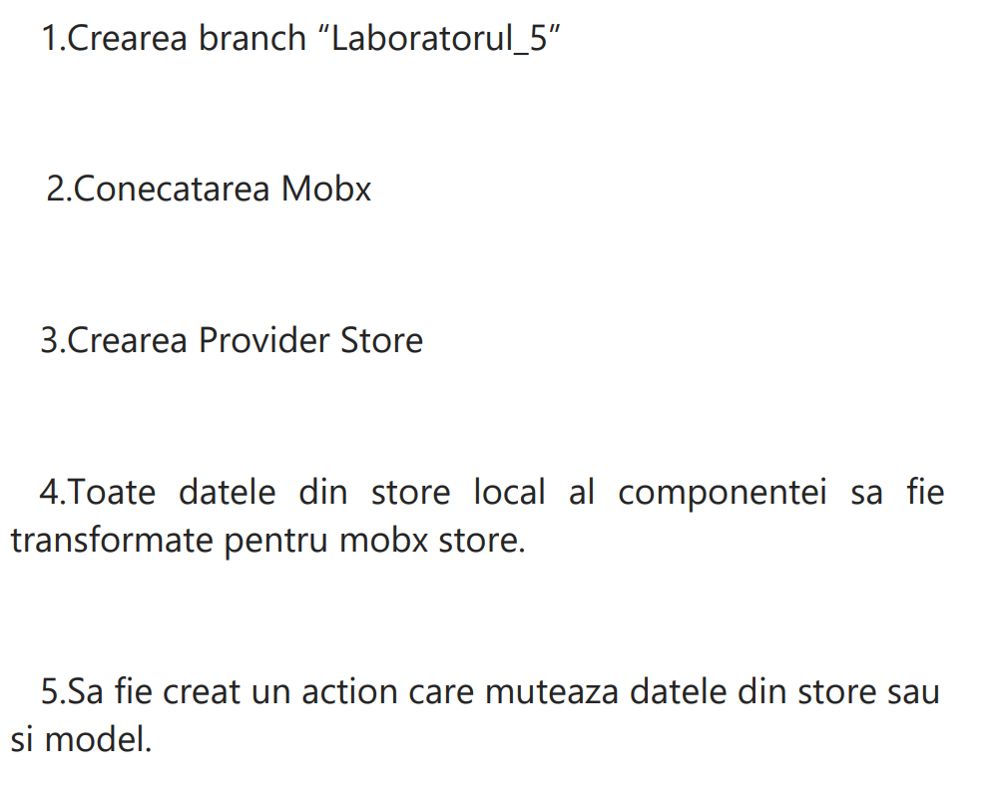 1.Crearea branch “Laboratorul_5”
2.Conecatarea Mobx
3.Crearea Provider Store
4.Toate datele din store local al componentei sa fie
transformate pentru mobx store.
5.Sa fie creat un action care muteaza datele din store sau
si model.